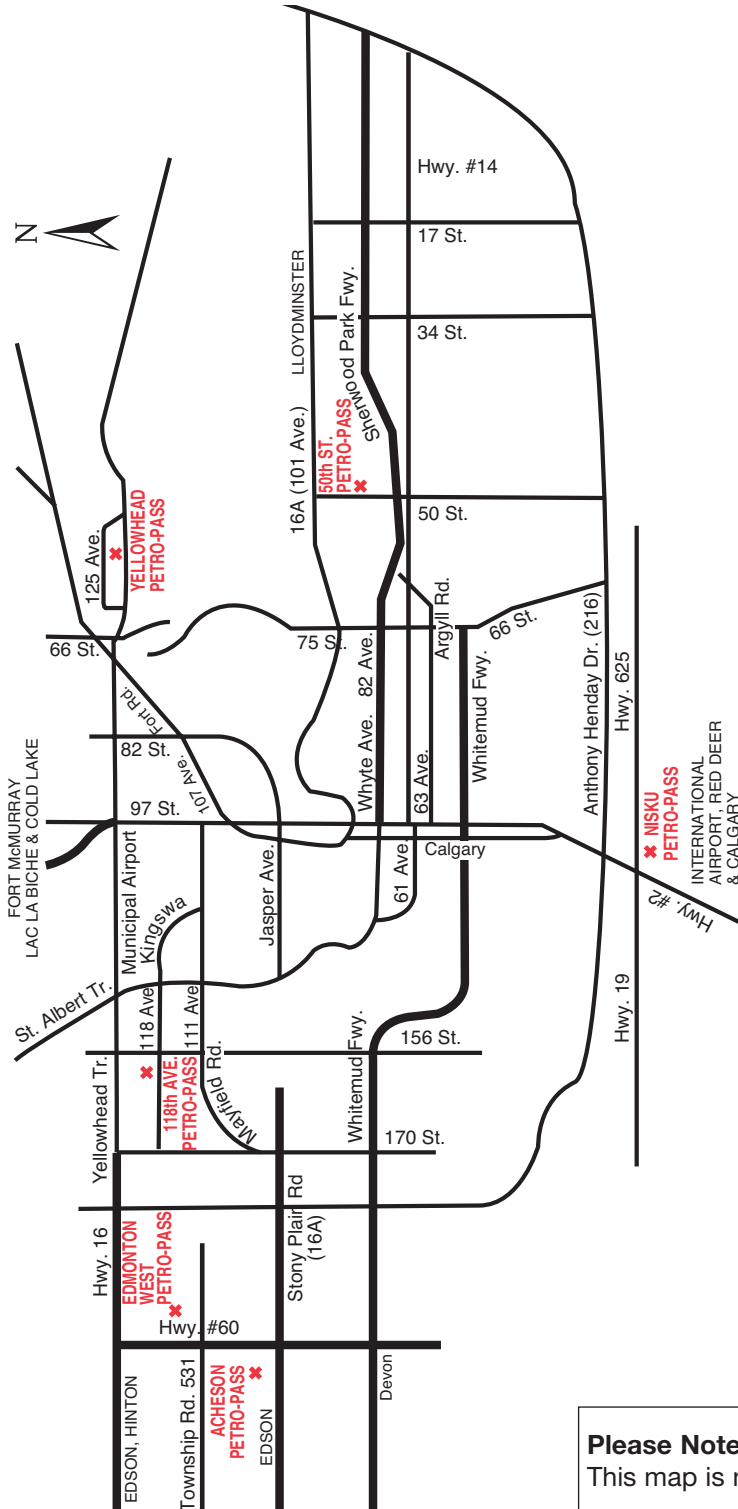 N
Hwy. #14
17 St.
34 St.
LLOYDMINSTER
Sherwood Park Fwy.
16A (101 Ave.)
50th ST.
PETRO-PASS
50 St.
125 Ave.
YELLOWHEAD
PETRO-PASS
66 St.
75 St.
82 Ave.
Argyll Rd.
66 St.
Anthony Henday Dr. (216)
Hwy. 625
Fort Rd.
82 St.
107 Ave.
Whyte Ave.
63 Ave.
Whitemud Fwy.
FORT MCMURRAY
LAC LA BICHE & COLD LAKE
97 St.
Calgary
NISKU
PETRO-PASS
INTERNATIONAL
AIRPORT, RED DEER
& CALGARY
Municipal Airport
Kingswa
Jasper Ave.
61 Ave.
Hwy. #2
St. Albert Tr.
118 Ave.
111 Ave.
Hwy. 19
156 St.
Yellowhead Tr.
118th AVE.
PETRO-PASS
Mayfield Rd.
Whitemud Fwy.
170 St.
Hwy. 16
EDMONTON
WEST
PETRO-PASS
Stony Plain Rd
(16A)
Hwy. #60
EDSON, HINTON
Township Rd. 531
ACHESON
PETRO-PASS
EDSON
Devon
Please Note
This map is